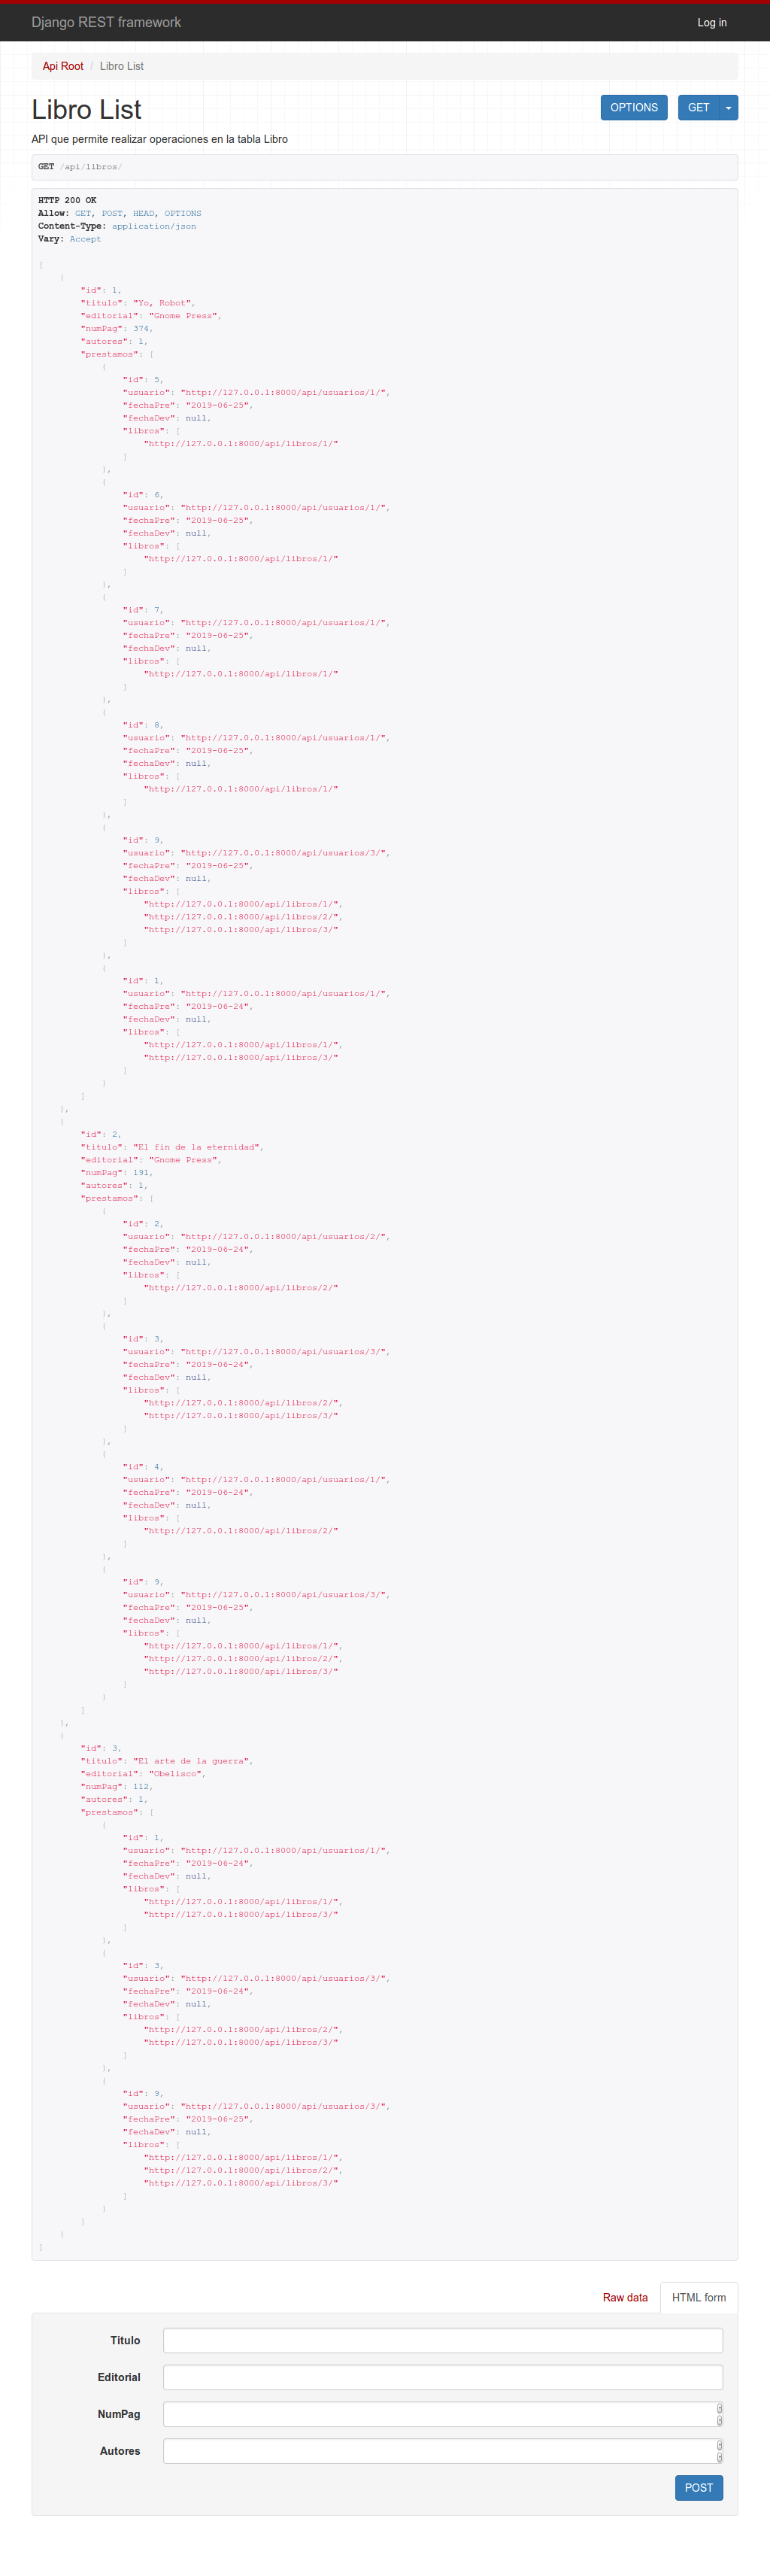 Django REST framework
Log in
Api Root / Libro List
Libro List
OPTIONS
GET
API que permite realizar operaciones en la tabla Libro
GET /api/libros/
HTTP 200 OK
Allow: GET, POST, HEAD, OPTIONS
Content-Type: application/json
Vary: Accept
[
    {
        "id": 1,
        "titulo": "Yo, Robot",
        "editorial": "Gnome Press",
        "numPag": 374,
        "autores": 1,
        "prestamos": [
            {
                "id": 5,
                "usuario": "http://127.0.0.1:8000/api/usuarios/1/",
                "fechaPre": "2019-06-25",
                "fechaDev": null,
                "libros": [
                    "http://127.0.0.1:8000/api/libros/1/"
                ]
            },
            {
                "id": 6,
                "usuario": "http://127.0.0.1:8000/api/usuarios/1/",
                "fechaPre": "2019-06-25",
                "fechaDev": null,
                "libros": [
                    "http://127.0.0.1:8000/api/libros/1/"
                ]
            },
            {
                "id": 7,
                "usuario": "http://127.0.0.1:8000/api/usuarios/1/",
                "fechaPre": "2019-06-25",
                "fechaDev": null,
                "libros": [
                    "http://127.0.0.1:8000/api/libros/1/"
                ]
            },
            {
                "id": 8,
                "usuario": "http://127.0.0.1:8000/api/usuarios/1/",
                "fechaPre": "2019-06-25",
                "fechaDev": null,
                "libros": [
                    "http://127.0.0.1:8000/api/libros/1/"
                ]
            },
            {
                "id": 9,
                "usuario": "http://127.0.0.1:8000/api/usuarios/3/",
                "fechaPre": "2019-06-25",
                "fechaDev": null,
                "libros": [
                    "http://127.0.0.1:8000/api/libros/1/",
                    "http://127.0.0.1:8000/api/libros/2/",
                    "http://127.0.0.1:8000/api/libros/3/"
                ]
            },
            {
                "id": 1,
                "usuario": "http://127.0.0.1:8000/api/usuarios/1/",
                "fechaPre": "2019-06-24",
                "fechaDev": null,
                "libros": [
                    "http://127.0.0.1:8000/api/libros/1/",
                    "http://127.0.0.1:8000/api/libros/3/"
                ]
            }
        ]
    },
    {
        "id": 2,
        "titulo": "El fin de la eternidad",
        "editorial": "Gnome Press",
        "numPag": 191,
        "autores": 1,
        "prestamos": [
            {
                "id": 2,
                "usuario": "http://127.0.0.1:8000/api/usuarios/2/",
                "fechaPre": "2019-06-24",
                "fechaDev": null,
                "libros": [
                    "http://127.0.0.1:8000/api/libros/2/"
                ]
            },
            {
                "id": 3,
                "usuario": "http://127.0.0.1:8000/api/usuarios/3/",
                "fechaPre": "2019-06-24",
                "fechaDev": null,
                "libros": [
                    "http://127.0.0.1:8000/api/libros/2/",
                    "http://127.0.0.1:8000/api/libros/3/"
                ]
            },
            {
                "id": 4,
                "usuario": "http://127.0.0.1:8000/api/usuarios/1/",
                "fechaPre": "2019-06-24",
                "fechaDev": null,
                "libros": [
                    "http://127.0.0.1:8000/api/libros/2/"
                ]
            },
            {
                "id": 9,
                "usuario": "http://127.0.0.1:8000/api/usuarios/3/",
                "fechaPre": "2019-06-25",
                "fechaDev": null,
                "libros": [
                    "http://127.0.0.1:8000/api/libros/1/",
                    "http://127.0.0.1:8000/api/libros/2/",
                    "http://127.0.0.1:8000/api/libros/3/"
                ]
            }
        ]
    },
    {
        "id": 3,
        "titulo": "El arte de la guerra",
        "editorial": "Obelisco",
        "numPag": 112,
        "autores": 1,
        "prestamos": [
            {
                "id": 1,
                "usuario": "http://127.0.0.1:8000/api/usuarios/1/",
                "fechaPre": "2019-06-24",
                "fechaDev": null,
                "libros": [
                    "http://127.0.0.1:8000/api/libros/1/",
                    "http://127.0.0.1:8000/api/libros/3/"
                ]
            },
            {
                "id": 3,
                "usuario": "http://127.0.0.1:8000/api/usuarios/3/",
                "fechaPre": "2019-06-24",
                "fechaDev": null,
                "libros": [
                    "http://127.0.0.1:8000/api/libros/2/",
                    "http://127.0.0.1:8000/api/libros/3/"
                ]
            },
            {
                "id": 9,
                "usuario": "http://127.0.0.1:8000/api/usuarios/3/",
                "fechaPre": "2019-06-25",
                "fechaDev": null,
                "libros": [
                    "http://127.0.0.1:8000/api/libros/1/",
                    "http://127.0.0.1:8000/api/libros/2/",
                    "http://127.0.0.1:8000/api/libros/3/"
                ]
            }
        ]
    }
]
Raw data
HTML form
Titulo
Editorial
NumPag
Autores
POST